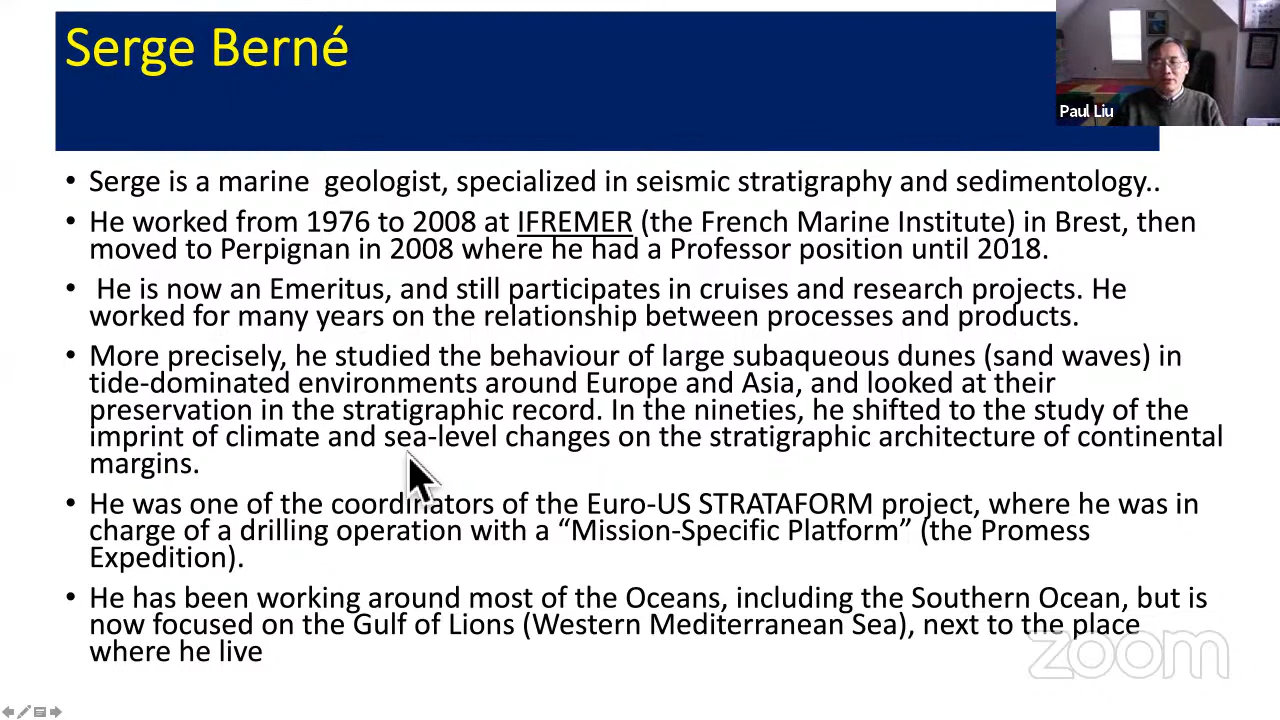 Serge Berné
Paul Liu
• Serge is a marine  geologist, specialized in seismic stratigraphy and sedimentology..
• He worked from 1976 to 2008 at IFREMER (the French Marine Institute) in Brest, then
moved to Perpignan in 2008 where he had a Professor position until 2018.
•  He is now an Emeritus, and still participates in cruises and research projects. He
worked for many years on the relationship between processes and products.
• More precisely, he studied the behaviour of large subaqueous dunes (sand waves) in
tide-dominated environments around Europe and Asia, and looked at their
preservation in the stratigraphic record. In the nineties, he shifted to the study of the
imprint of climate and sea-level changes on the stratigraphic architecture of continental
margins.
• He was one of the coordinators of the Euro-US STRATAFORM project, where he was in
charge of a drilling operation with a “Mission-Specific Platform” (the Promess
Expedition).
• He has been working around most of the Oceans, including the Southern Ocean, but is
now focused on the Gulf of Lions (Western Mediterranean Sea), next to the place
where he live
zoom